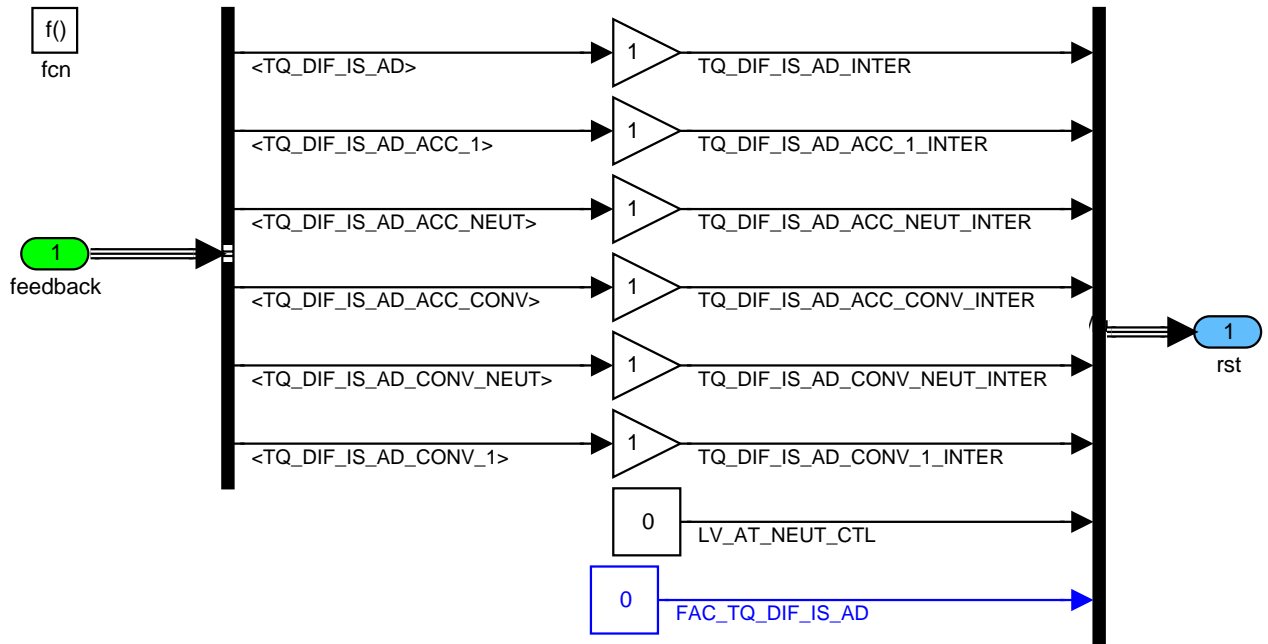 f()
fcn
1
feedback
<TQ_DIF_IS_AD>
1
TQ_DIF_IS_AD_INTER
<TQ_DIF_IS_AD_ACC_1>
1
TQ_DIF_IS_AD_ACC_1_INTER
<TQ_DIF_IS_AD_ACC_NEUT>
1
TQ_DIF_IS_AD_ACC_NEUT_INTER
<TQ_DIF_IS_AD_ACC_CONV>
1
TQ_DIF_IS_AD_ACC_CONV_INTER
<TQ_DIF_IS_AD_CONV_NEUT>
1
TQ_DIF_IS_AD_CONV_NEUT_INTER
<TQ_DIF_IS_AD_CONV_1>
1
TQ_DIF_IS_AD_CONV_1_INTER
0
LV_AT_NEUT_CTL
0
FAC_TQ_DIF_IS_AD
1
rst